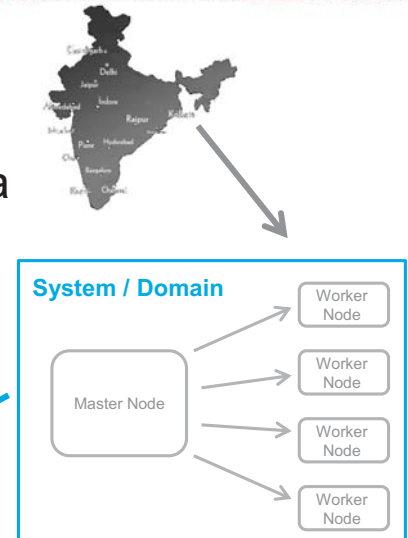 Delhi
Jaipur
Indore
Raipur
Kolkata
Pune
Hyderabad
Bangalore
a
System / Domain
Worker
Node
Worker
Node
Master Node
Worker
Node
Worker
Node